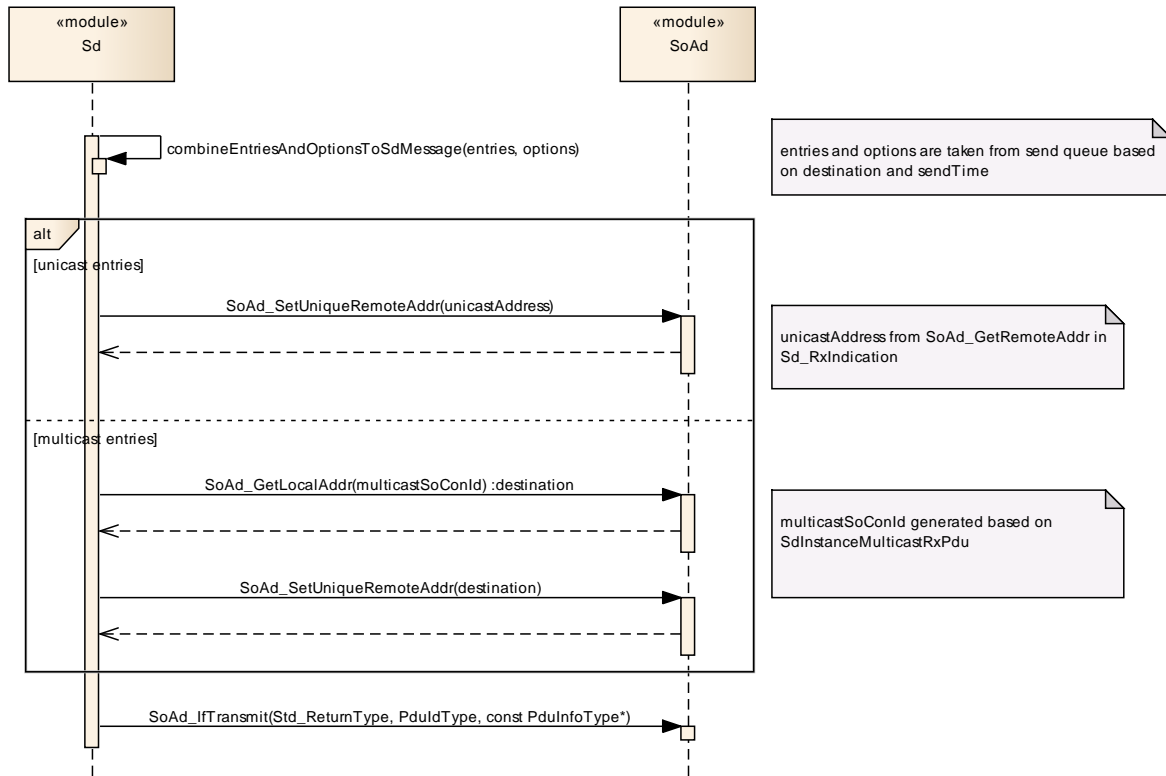 «module»
Sd
«module»
SoAd
combineEntriesAndOptionsToSdMessage(entries, options)
entries and options are taken from send queue based
on destination and sendTime
alt
[unicast entries]
SoAd_SetUniqueRemoteAddr(unicastAddress)
unicastAddress from SoAd_GetRemoteAddr in
Sd_RxIndication
[multicast entries]
SoAd_GetLocalAddr(multicastSoConId) :destination
multicastSoConId generated based on
SdInstanceMulticastRxPdu
SoAd_SetUniqueRemoteAddr(destination)
SoAd_IfTransmit(Std_ReturnType, PduIdType, const PduInfoType*)